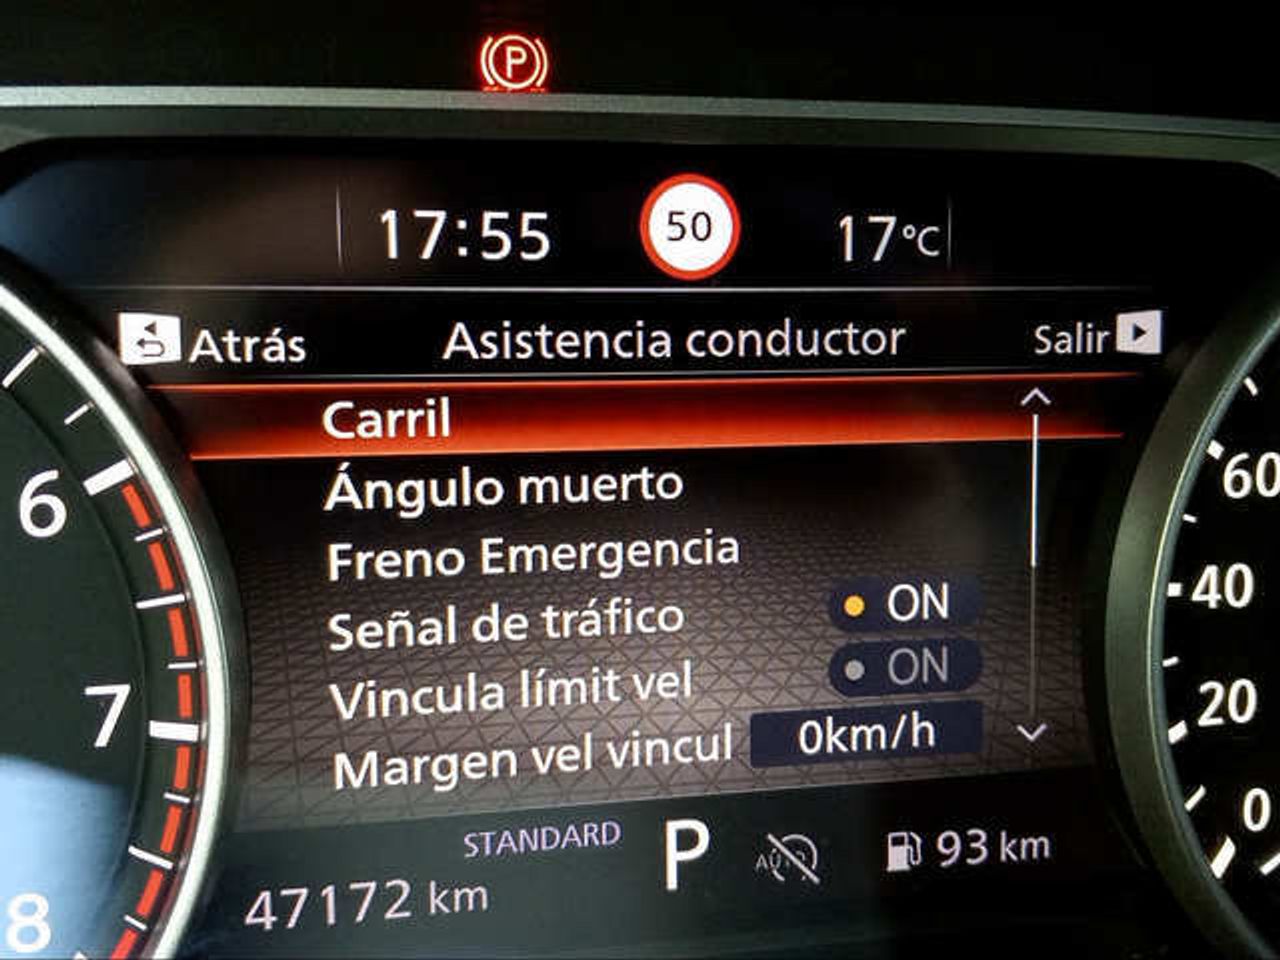 P
17:55 50 17°C
Atrás Asistencia conductor Salir
Carril
Ángulo muerto
Freno Emergencia
Señal de tráfico ON
Vincula límit vel ON
Margen vel vincul 0km/h
STANDARD P AUTO 93 km
47172 km
6
7
8
60
40
20
0